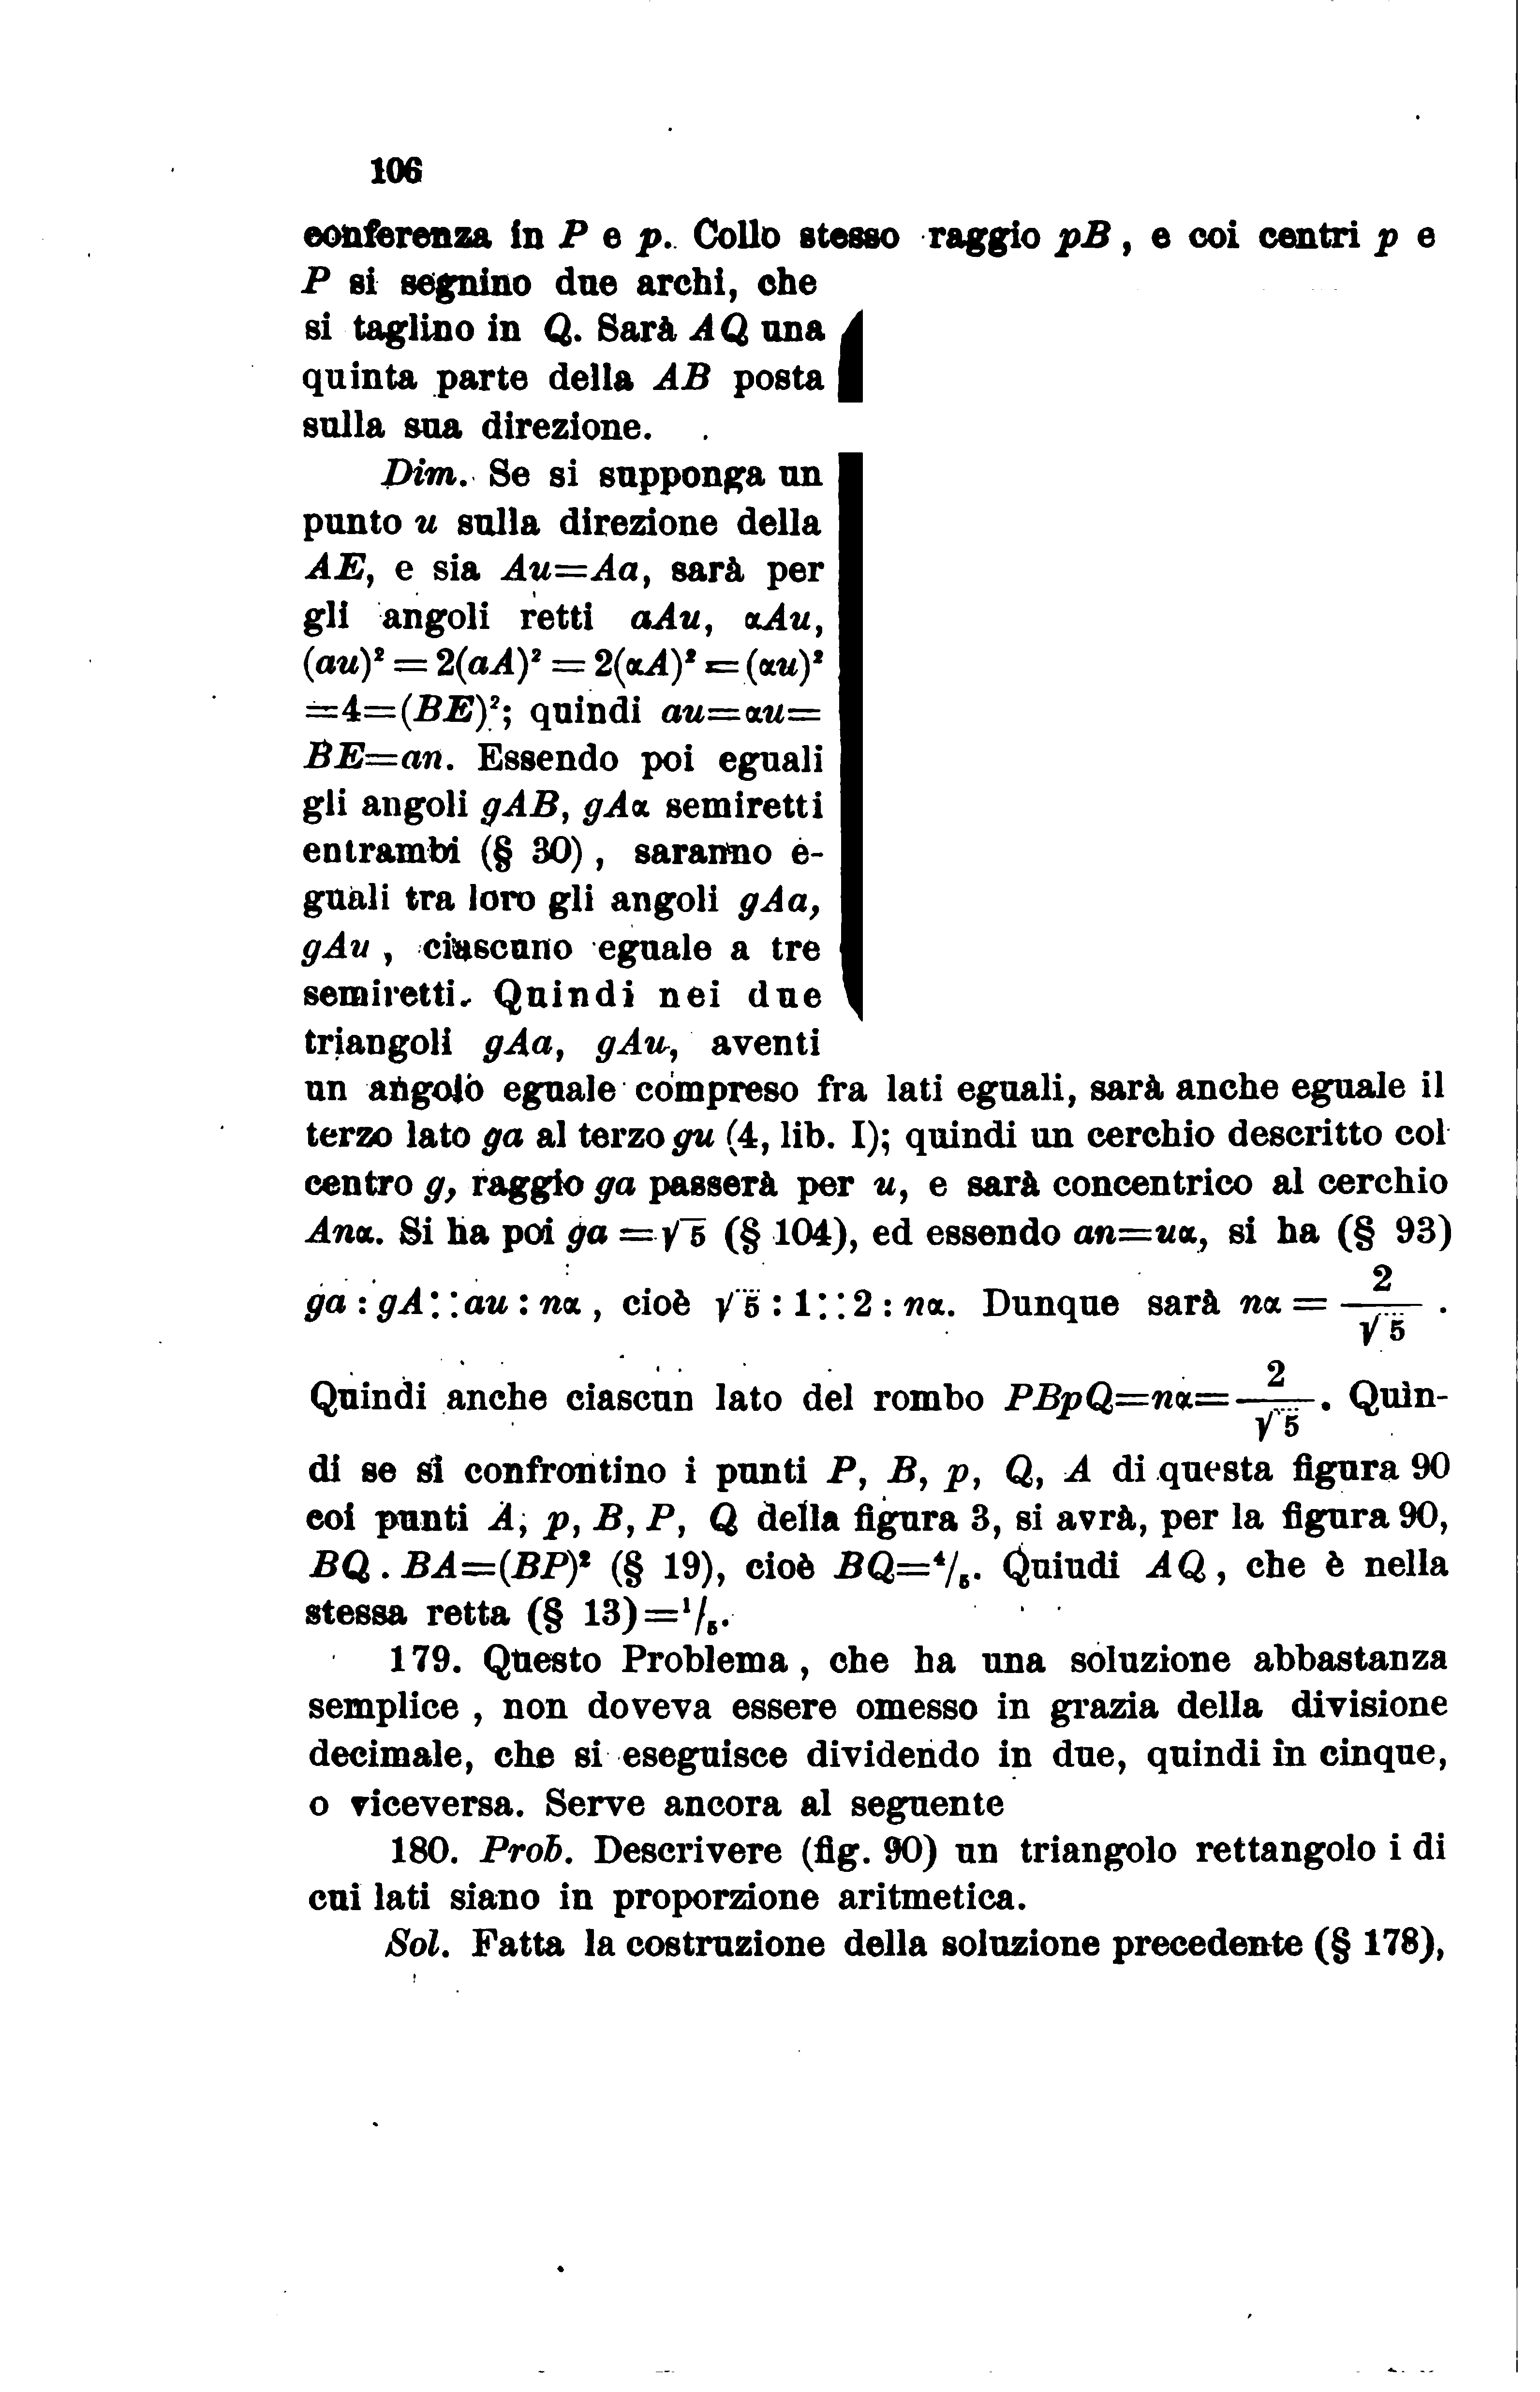 106
conferenza in P e p. Collo stesso raggio pB, e coi centri p e
P si segnino due archi, che
si taglino in Q. Sarà AQ una
quinta parte della AB posta
sulla sua direzione.
Dim. Se si supponga un
punto u sulla direzione della
AE, e sia Au=Aa, sarà per
gli angoli retti aAu, αAu,
(au)² = 2(aA)² = 2(αA)² = (αu)²
=4=(BE)²; quindi au=αu=
BE=an. Essendo poi eguali
gli angoli gAB, gAα semiretti
entrambi (§ 30), saranno e-
guali tra loro gli angoli gAa,
gAu, ciascuno eguale a tre
semiretti. Quindi nei due
triangoli gAa, gAu, aventi
un angolo eguale compreso fra lati eguali, sarà anche eguale il
terzo lato ga al terzo gu (4, lib. I); quindi un cerchio descritto col
centro g, raggio ga passerà per u, e sarà concentrico al cerchio
Anα. Si ha poi ga =√5 (§ 104), ed essendo an=uα, si ha (§ 93)
ga : gA :: au : nα, cioè √5 : 1 :: 2 : nα. Dunque sarà nα = 2/√5.
Quindi anche ciascun lato del rombo PBpQ=nα=2/√5. Quin-
di se si confrontino i punti P, B, p, Q, A di questa figura 90
coi punti A, p, B, P, Q della figura 3, si avrà, per la figura 90,
BQ . BA=(BP)² (§ 19), cioè BQ=⁴/₅. Quiudi AQ, che è nella
stessa retta (§ 13)=¹/₅.
179. Questo Problema, che ha una soluzione abbastanza
semplice, non doveva essere omesso in grazia della divisione
decimale, che si eseguisce dividendo in due, quindi in cinque,
o viceversa. Serve ancora al seguente
180. Prob. Descrivere (fig. 90) un triangolo rettangolo i di
cui lati siano in proporzione aritmetica.
Sol. Fatta la costruzione della soluzione precedente (§ 178),